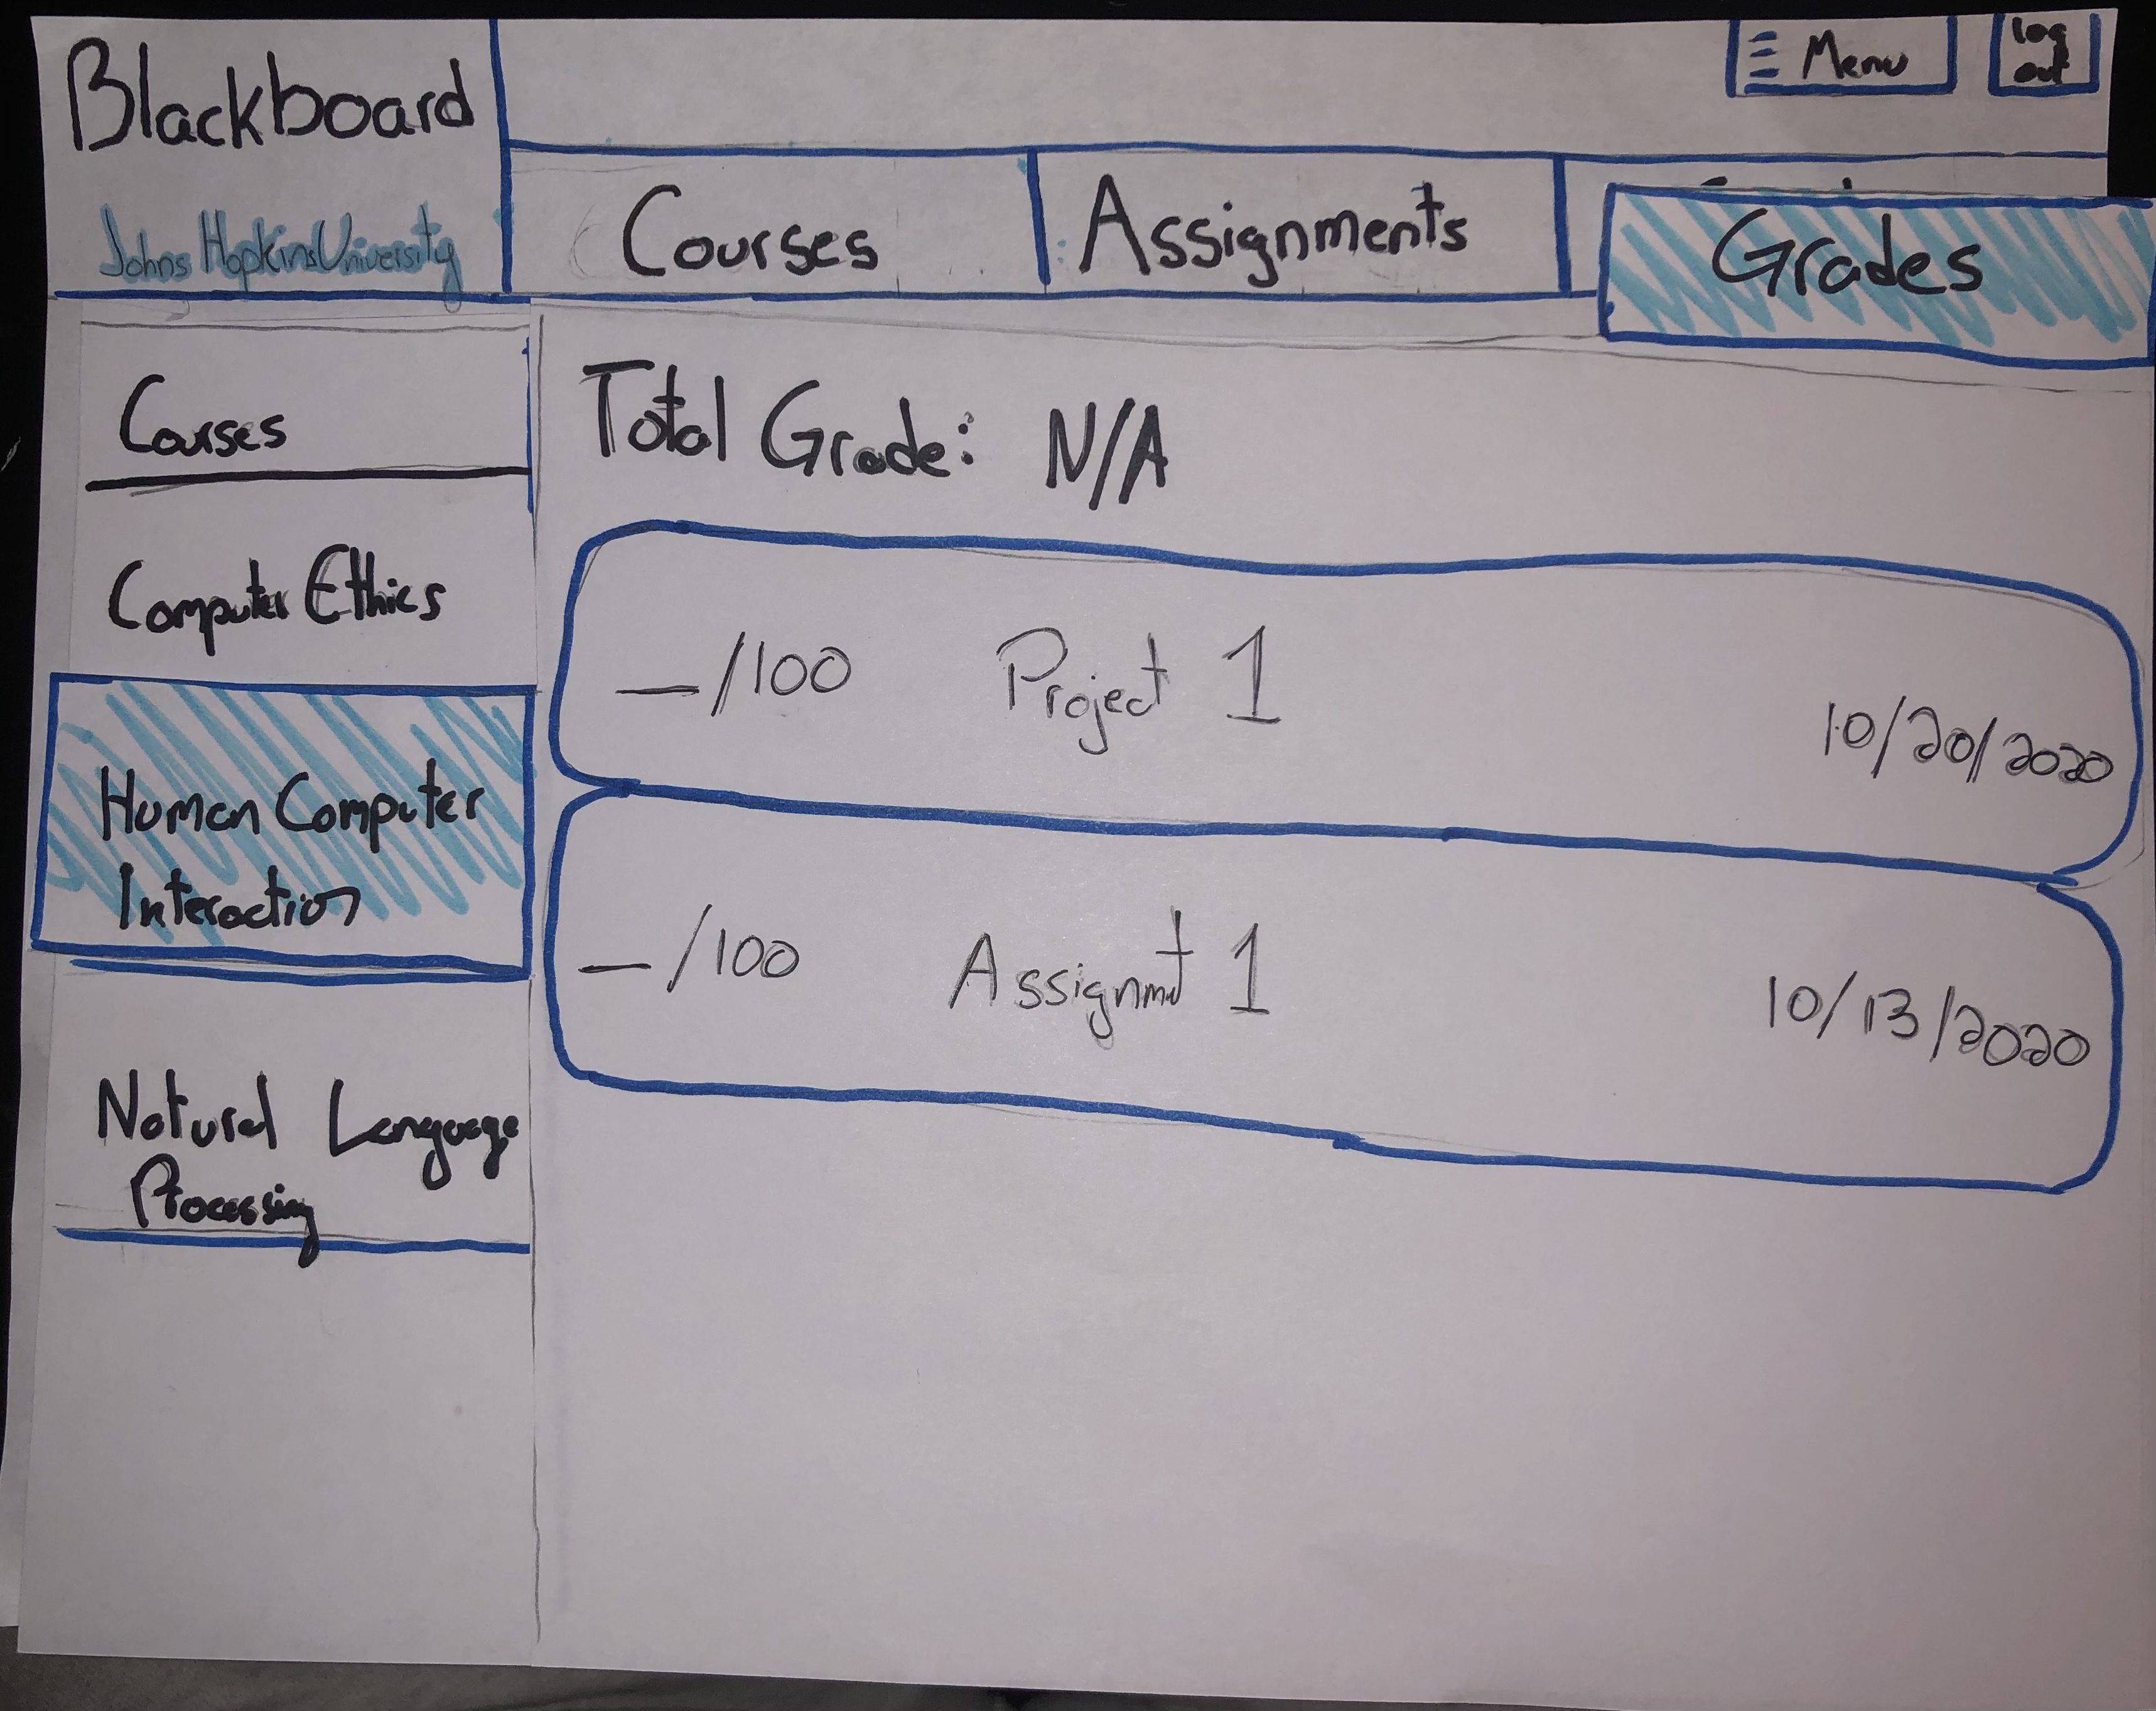 Blackboard
Johns Hopkins University
Menu
log
out
Courses
Assignments
Grades
Courses
Computer Ethics
Human Computer
Interaction
Natural Language
Processing
Total Grade: N/A
—/100 Project 1 10/20/2020
—/100 Assignmt 1 10/13/2020